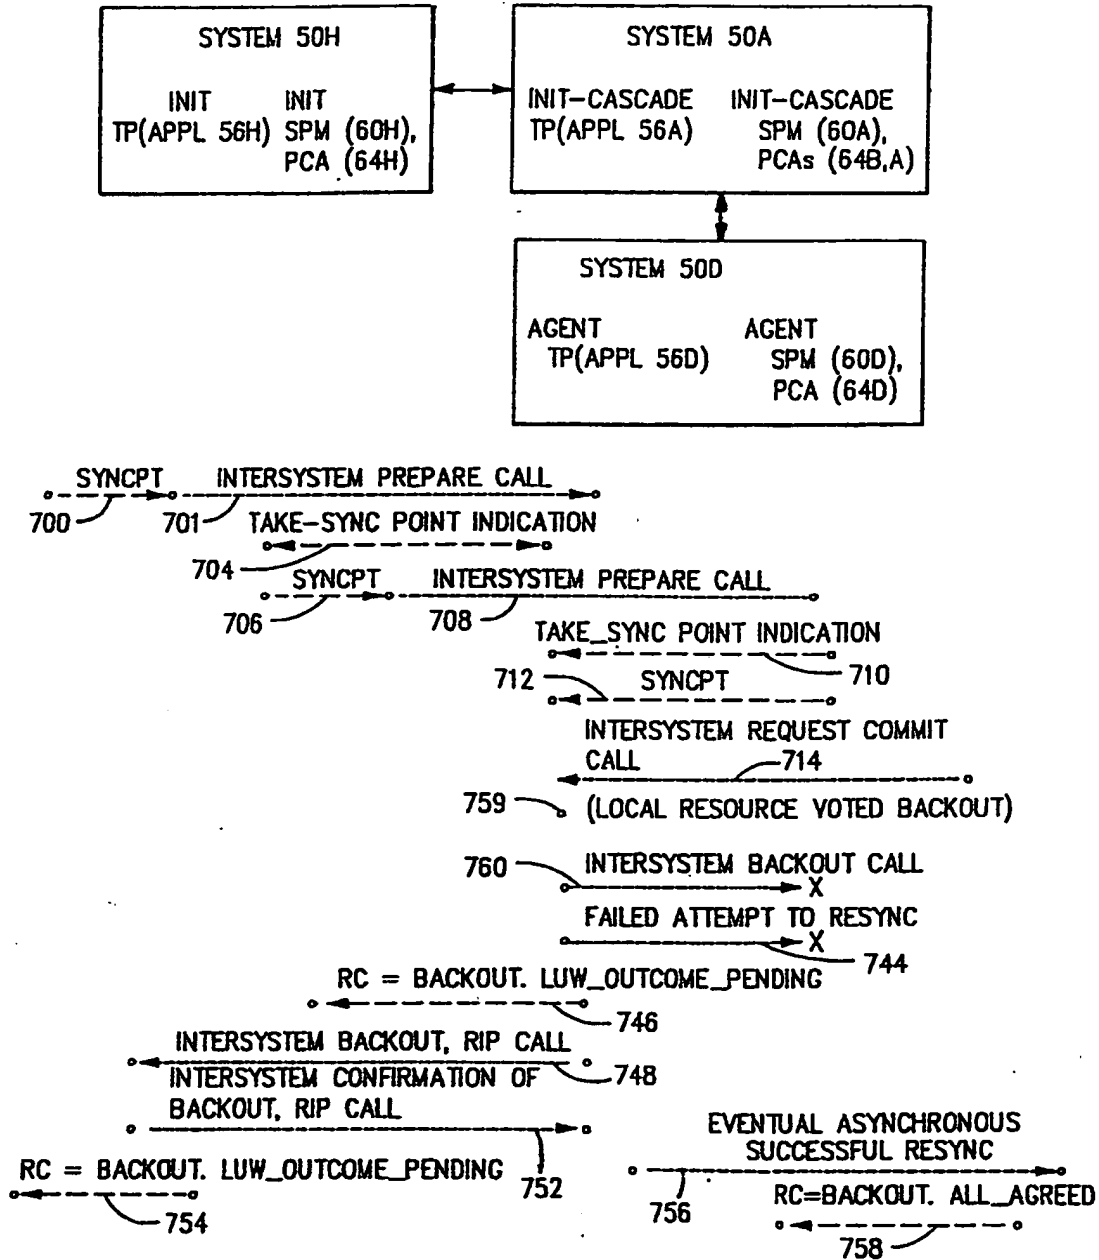 SYSTEM 50H
INIT INIT
TP(APPL 56H) SPM (60H),
PCA (64H)
SYSTEM 50A
INIT-CASCADE INIT-CASCADE
TP(APPL 56A) SPM (60A),
PCAs (64B,A)
SYSTEM 50D
AGENT AGENT
TP(APPL 56D) SPM (60D),
PCA (64D)
SYNCPT INTERSYSTEM PREPARE CALL
700 701
TAKE-SYNC POINT INDICATION
704
SYNCPT INTERSYSTEM PREPARE CALL
706 708
TAKE_SYNC POINT INDICATION
710
712 SYNCPT
INTERSYSTEM REQUEST COMMIT
CALL 714
759 (LOCAL RESOURCE VOTED BACKOUT)
760 INTERSYSTEM BACKOUT CALL
X
FAILED ATTEMPT TO RESYNC
X
744
RC = BACKOUT. LUW_OUTCOME_PENDING
746
INTERSYSTEM BACKOUT, RIP CALL
748
INTERSYSTEM CONFIRMATION OF
BACKOUT, RIP CALL
752
RC = BACKOUT. LUW_OUTCOME_PENDING
754
EVENTUAL ASYNCHRONOUS
SUCCESSFUL RESYNC
756
RC=BACKOUT. ALL_AGREED
758